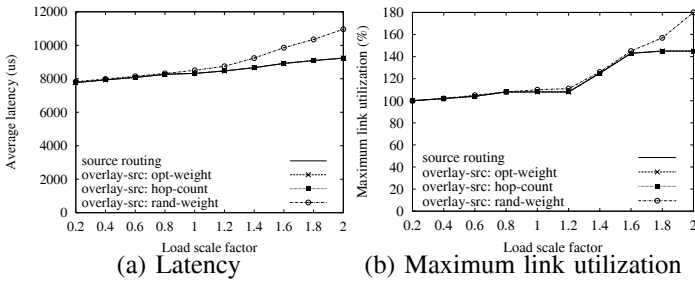 12000
10000
8000
6000
4000
2000
0
Average latency (us)
source routing
overlay-src: opt-weight
overlay-src: hop-count
overlay-src: rand-weight
0.2 0.4 0.6 0.8 1 1.2 1.4 1.6 1.8 2
Load scale factor
(a) Latency
180
160
140
120
100
80
60
40
20
0
Maximum link utilization (%)
source routing
overlay-src: opt-weight
overlay-src: hop-count
overlay-src: rand-weight
0.2 0.4 0.6 0.8 1 1.2 1.4 1.6 1.8 2
Load scale factor
(b) Maximum link utilization